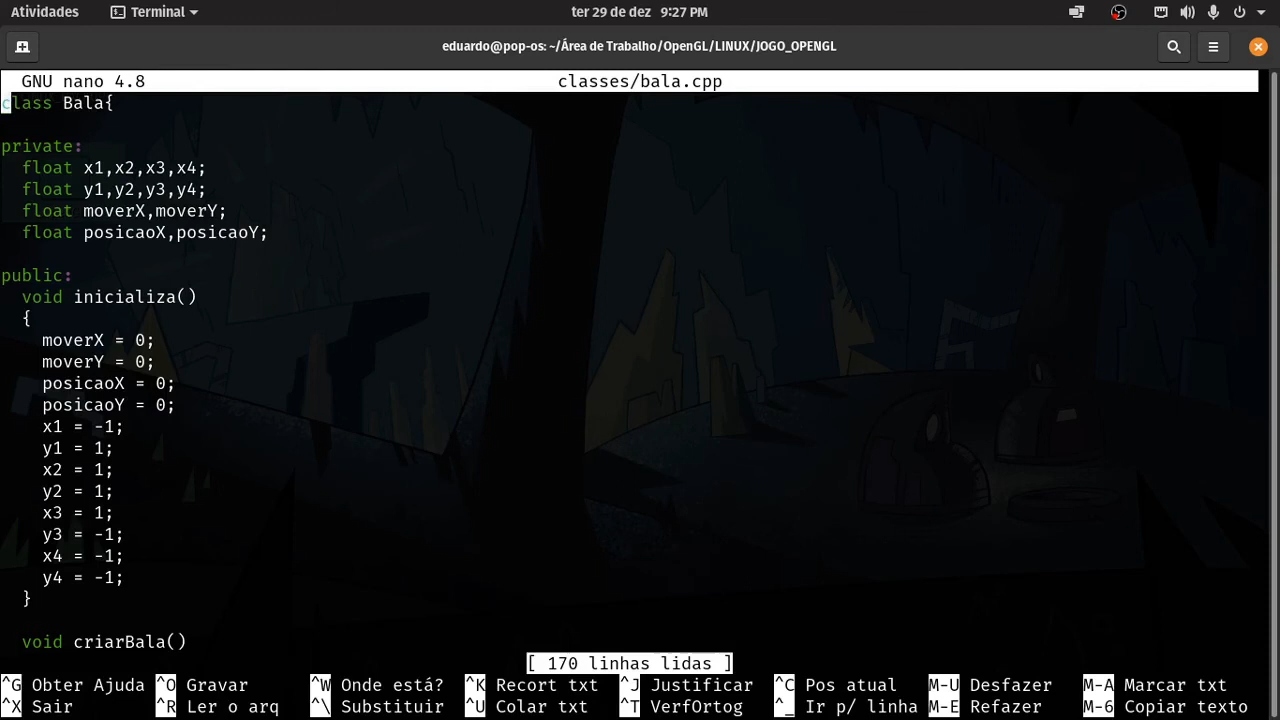 Atividades Terminal ter 29 de dez 9:27 PM
eduardo@pop-os: ~/Área de Trabalho/OpenGL/LINUX/JOGO_OPENGL
GNU nano 4.8 classes/bala.cpp
class Bala{
private:
float x1,x2,x3,x4;
float y1,y2,y3,y4;
float moverX,moverY;
float posicaoX,posicaoY;
public:
void inicializa()
{
moverX = 0;
moverY = 0;
posicaoX = 0;
posicaoY = 0;
x1 = -1;
y1 = 1;
x2 = 1;
y2 = 1;
x3 = 1;
y3 = -1;
x4 = -1;
y4 = -1;
}
void criarBala()
[ 170 linhas lidas ]
^G Obter Ajuda ^O Gravar ^W Onde está? ^K Recort txt ^J Justificar ^C Pos atual M-U Desfazer M-A Marcar txt
^X Sair ^R Ler o arq ^\ Substituir ^U Colar txt ^T VerfOrtog ^_ Ir p/ linha M-E Refazer M-6 Copiar texto